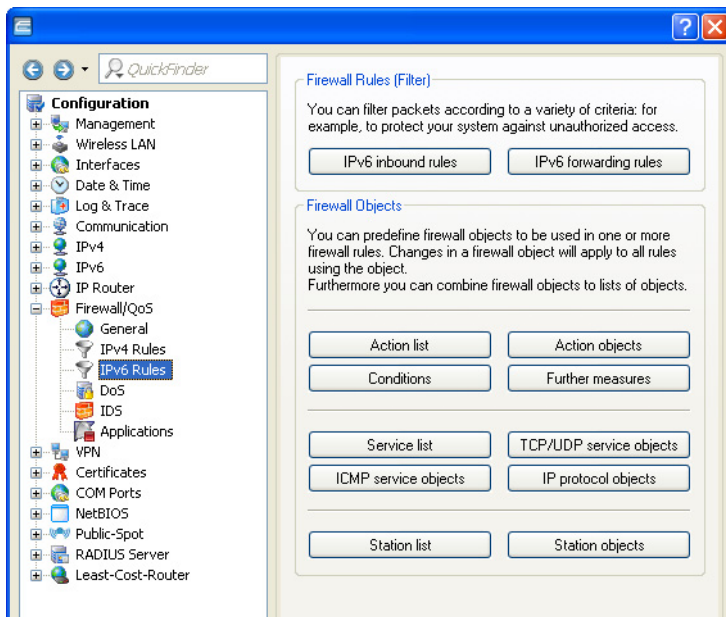 QuickFinder
Configuration
Management
Wireless LAN
Interfaces
Date & Time
Log & Trace
Communication
IPv4
IPv6
IP Router
Firewall/QoS
General
IPv4 Rules
IPv6 Rules
DoS
IDS
Applications
VPN
Certificates
COM Ports
NetBIOS
Public-Spot
RADIUS Server
Least-Cost-Router
Firewall Rules (Filter)
You can filter packets according to a variety of criteria: for
example, to protect your system against unauthorized access.
IPv6 inbound rules
IPv6 forwarding rules
Firewall Objects
You can predefine firewall objects to be used in one or more
firewall rules. Changes in a firewall object will apply to all rules
using the object.
Furthermore you can combine firewall objects to lists of objects.
Action list
Action objects
Conditions
Further measures
Service list
TCP/UDP service objects
ICMP service objects
IP protocol objects
Station list
Station objects